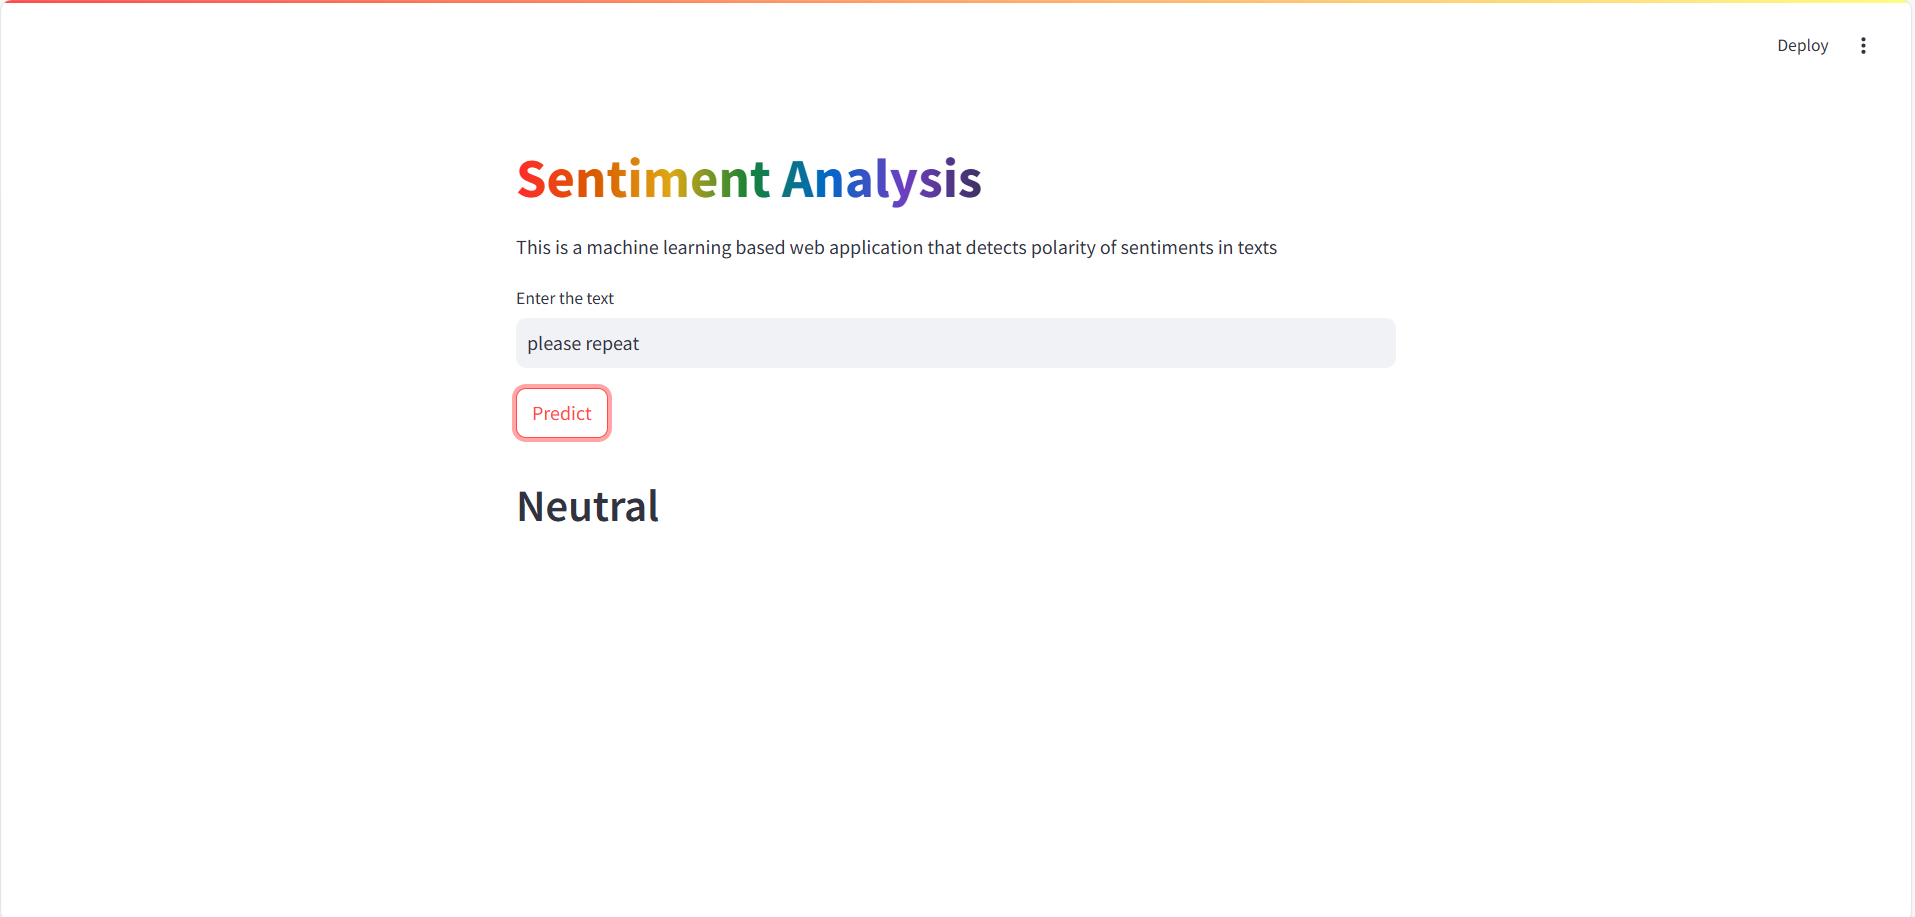 Deploy
Sentiment Analysis
This is a machine learning based web application that detects polarity of sentiments in texts
Enter the text
please repeat
Predict
Neutral